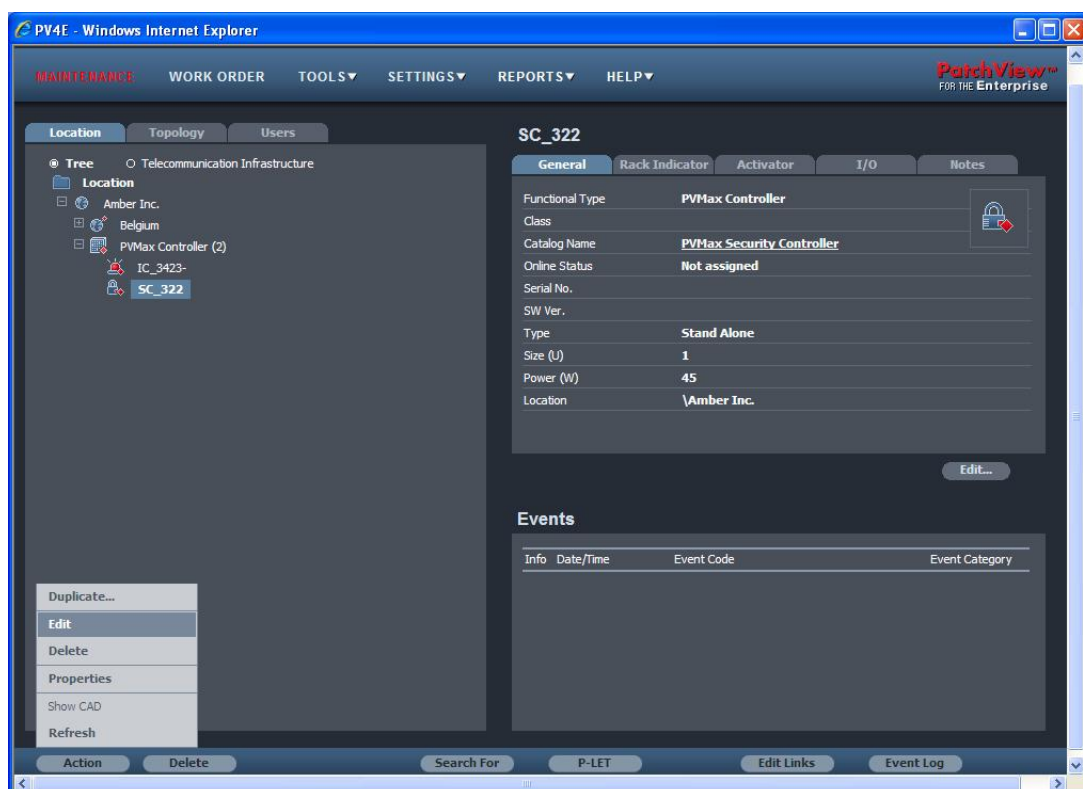 PV4E - Windows Internet Explorer
MAINTENANCE WORK ORDER TOOLS▼ SETTINGS▼ REPORTS▼ HELP▼
PatchView™
FOR THE Enterprise
Location Topology Users
Tree Telecommunication Infrastructure
Location
Amber Inc.
Belgium
PVMax Controller (2)
IC_3423-
SC_322
SC_322
General Rack Indicator Activator I/O Notes
Functional Type PVMax Controller
Class
Catalog Name PVMax Security Controller
Online Status Not assigned
Serial No.
SW Ver.
Type Stand Alone
Size (U) 1
Power (W) 45
Location \Amber Inc.
Edit...
Events
Info Date/Time Event Code Event Category
Duplicate...
Edit
Delete
Properties
Show CAD
Refresh
Action Delete Search For P-LET Edit Links Event Log